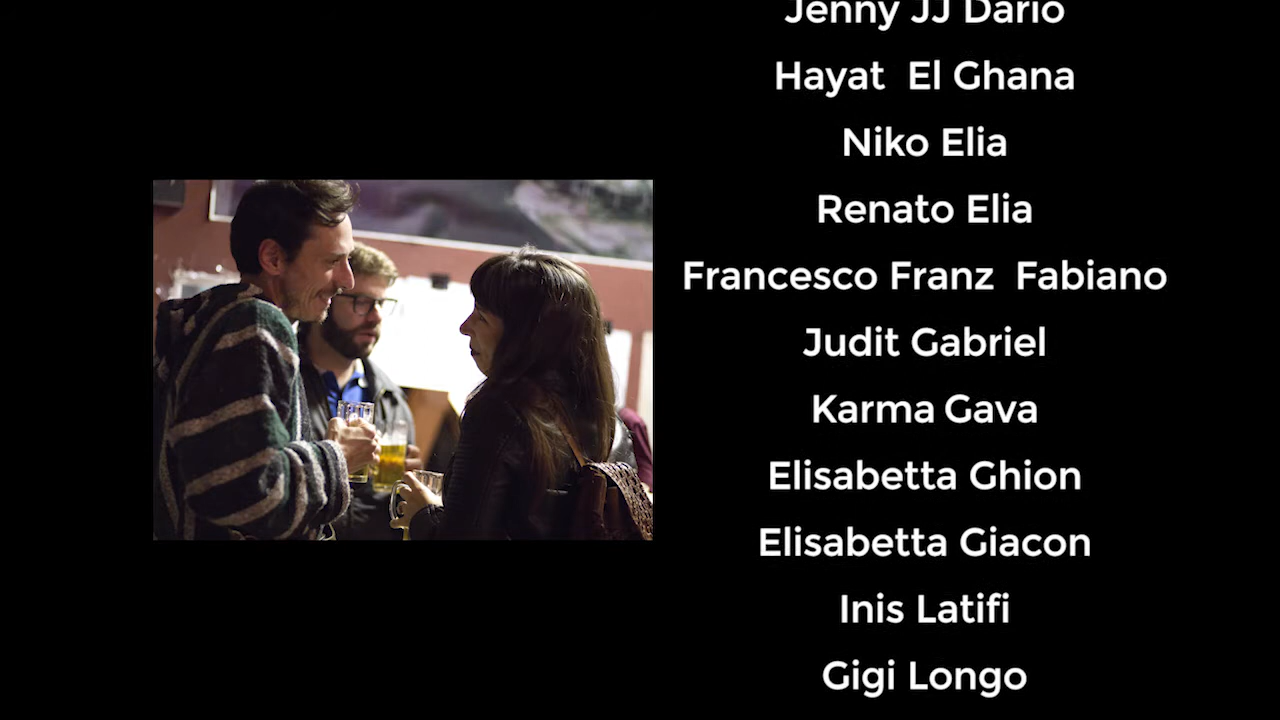 Jenny JJ Dario
Hayat  El Ghana
Niko Elia
Renato Elia
Francesco Franz  Fabiano
Judit Gabriel
Karma Gava
Elisabetta Ghion
Elisabetta Giacon
Inis Latifi
Gigi Longo